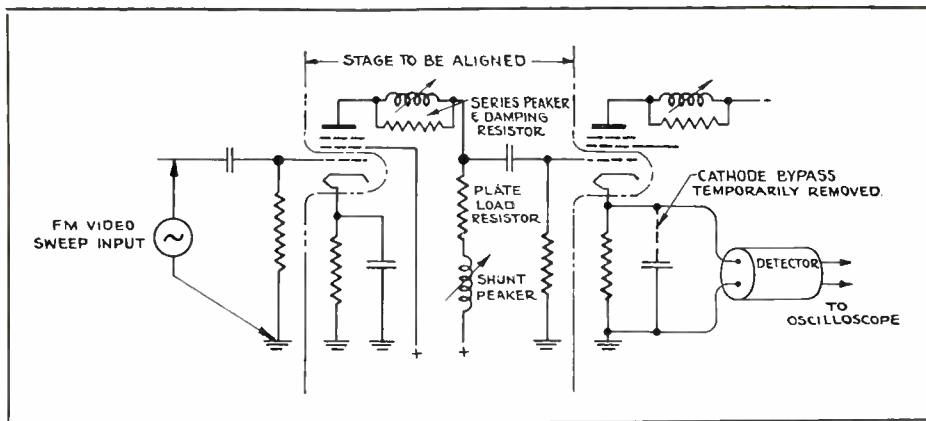 STAGE TO BE ALIGNED
SERIES PEAKER
& DAMPING
RESISTOR
CATHODE BYPASS
TEMPORARILY REMOVED.
FM VIDEO
SWEEP INPUT
PLATE
LOAD
RESISTOR
SHUNT
PEAKER
DETECTOR
TO
OSCILLOSCOPE
+
+